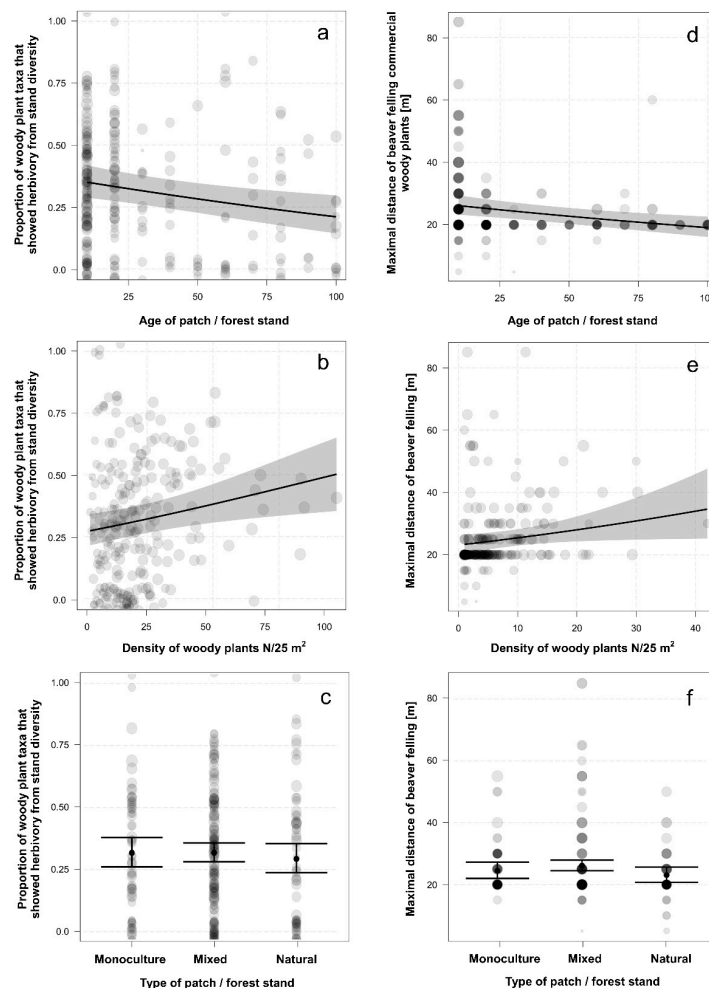 a
Proportion of woody plant taxa that
showed herbivory from stand diversity
1.00
0.75
0.50
0.25
0.0
25
50
75
100
Age of patch / forest stand
d
Maximal distance of beaver felling commercial
woody plants [m]
80
60
40
20
25
50
75
100
Age of patch / forest stand
b
Proportion of woody plant taxa that
showed herbivory from stand diversity
1.00
0.75
0.50
0.25
0.0
0
25
50
75
100
Density of woody plants N/25 m²
e
Maximal distance of beaver felling [m]
80
60
40
20
0
10
20
30
40
Density of woody plants N/25 m²
c
Proportion of woody plant taxa that
showed herbivory from stand diversity
1.00
0.75
0.50
0.25
0.0
Monoculture
Mixed
Natural
Type of patch / forest stand
f
Maximal distance of beaver felling [m]
80
60
40
20
Monoculture
Mixed
Natural
Type of patch / forest stand